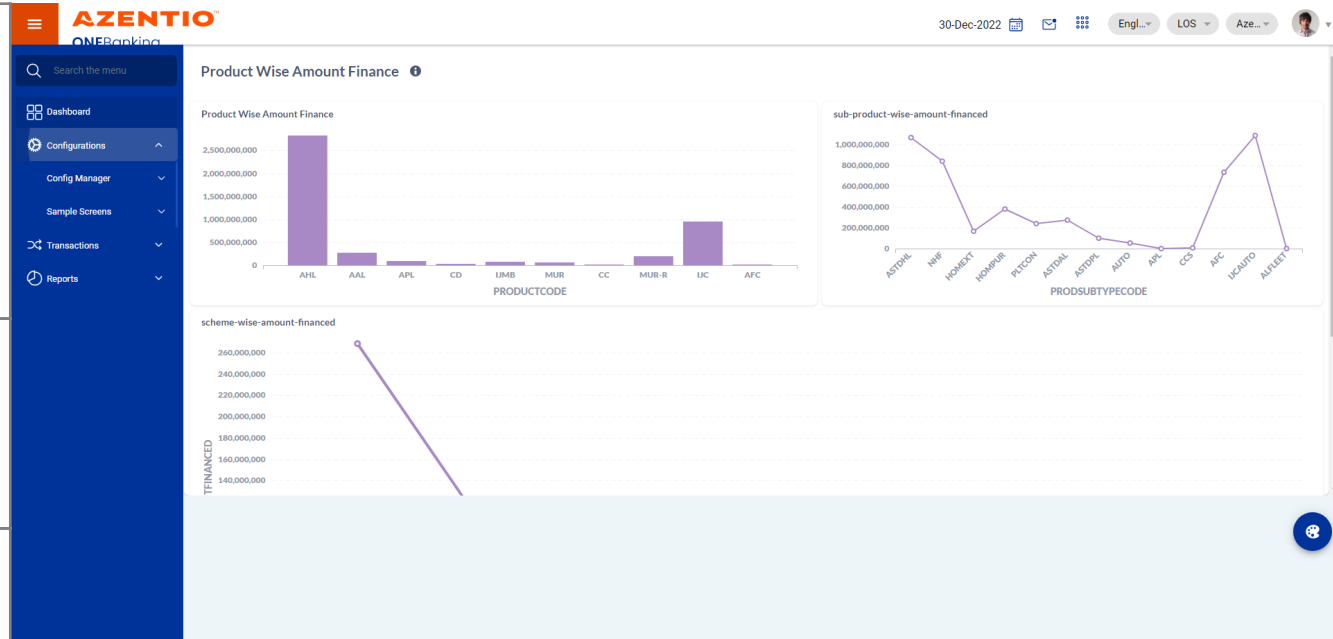 AZENTIO
ONEBanking
30-Dec-2022
Engl...
LOS
Aze...
Search the menu
Dashboard
Configurations
Config Manager
Sample Screens
Transactions
Reports
Product Wise Amount Finance
Product Wise Amount Finance
2,500,000,000
2,000,000,000
1,500,000,000
1,000,000,000
500,000,000
0
AHL AAL APL CD IJMB MUR CC MUR-R IJC AFC
PRODUCTCODE
sub-product-wise-amount-financed
1,000,000,000
800,000,000
600,000,000
400,000,000
200,000,000
0
ASTDHL NHF HOMEXT HOMPUR PLTCON ASTDAL ASTDPL AUTO APL CCS AFC IJCAUTO ALFLEET
PRODSUBTYPECODE
scheme-wise-amount-financed
260,000,000
240,000,000
220,000,000
200,000,000
180,000,000
160,000,000
140,000,000
TFINANCED